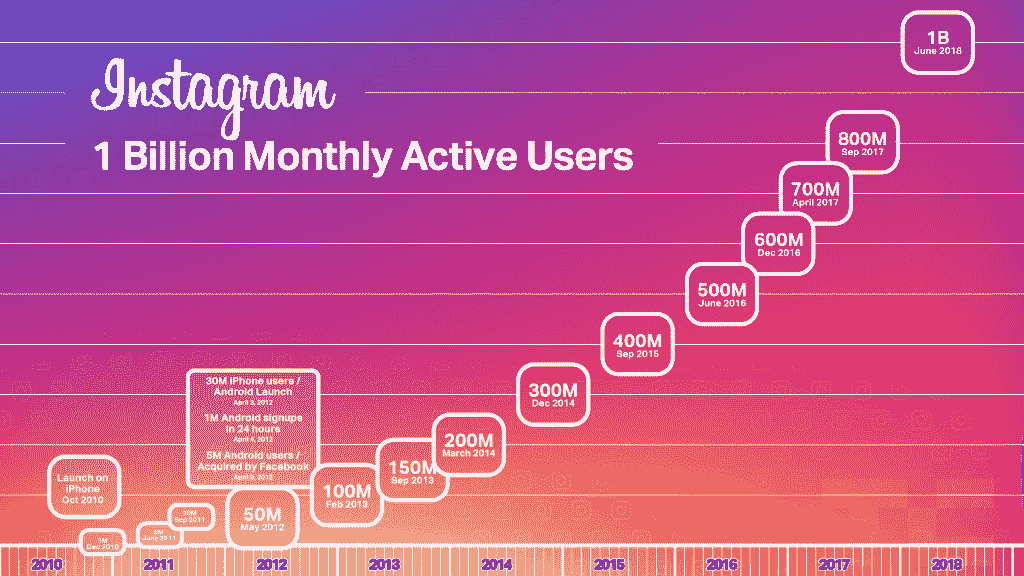 Instagram
1 Billion Monthly Active Users
1B
June 2018
800M
Sep 2017
700M
April 2017
600M
Dec 2016
500M
June 2016
400M
Sep 2015
300M
Dec 2014
200M
March 2014
150M
Sep 2013
100M
Feb 2013
50M
May 2012
30M iPhone users /
Android Launch
April 3, 2012
1M Android signups
in 24 hours
April 4, 2012
5M Android users /
Acquired by Facebook
April 9, 2012
10M
Sep 2011
5M
June 2011
1M
Dec 2010
Launch on
iPhone
Oct 2010
2010 2011 2012 2013 2014 2015 2016 2017 2018